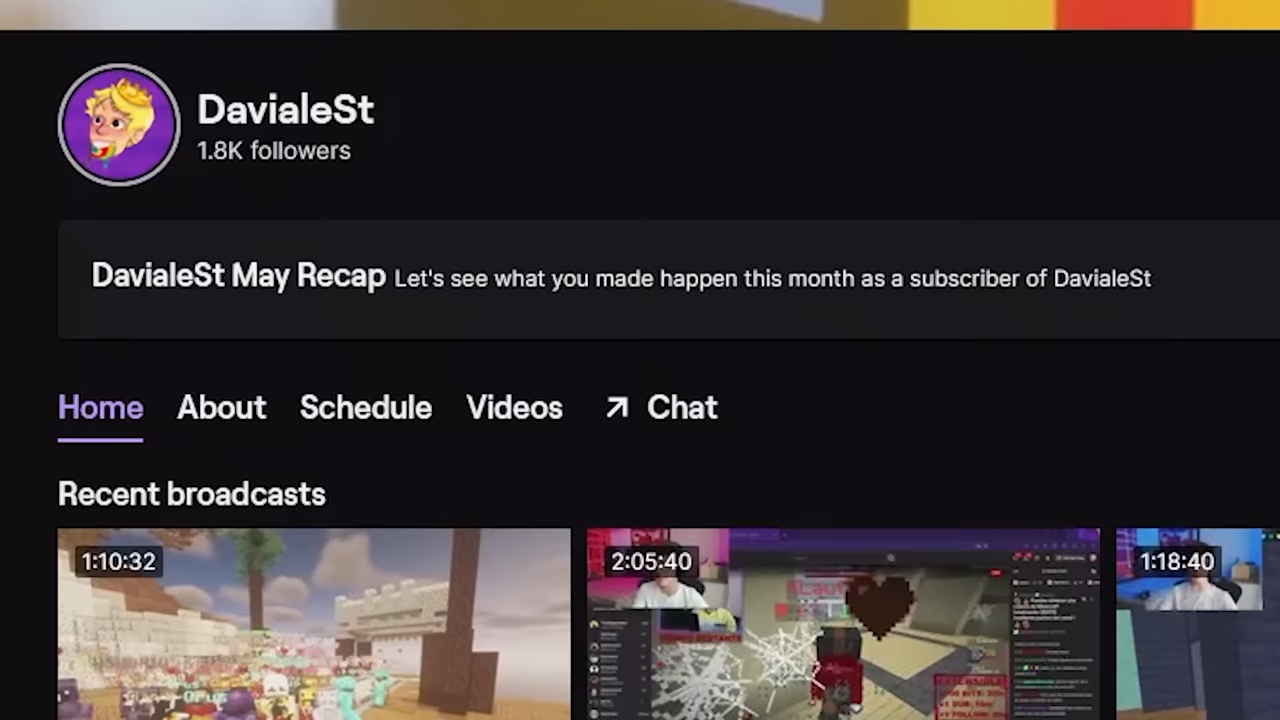 DavialeSt
1.8K followers
DavialeSt May Recap Let's see what you made happen this month as a subscriber of DavialeSt
Home About Schedule Videos Chat
Recent broadcasts
1:10:32 2:05:40 1:18:40